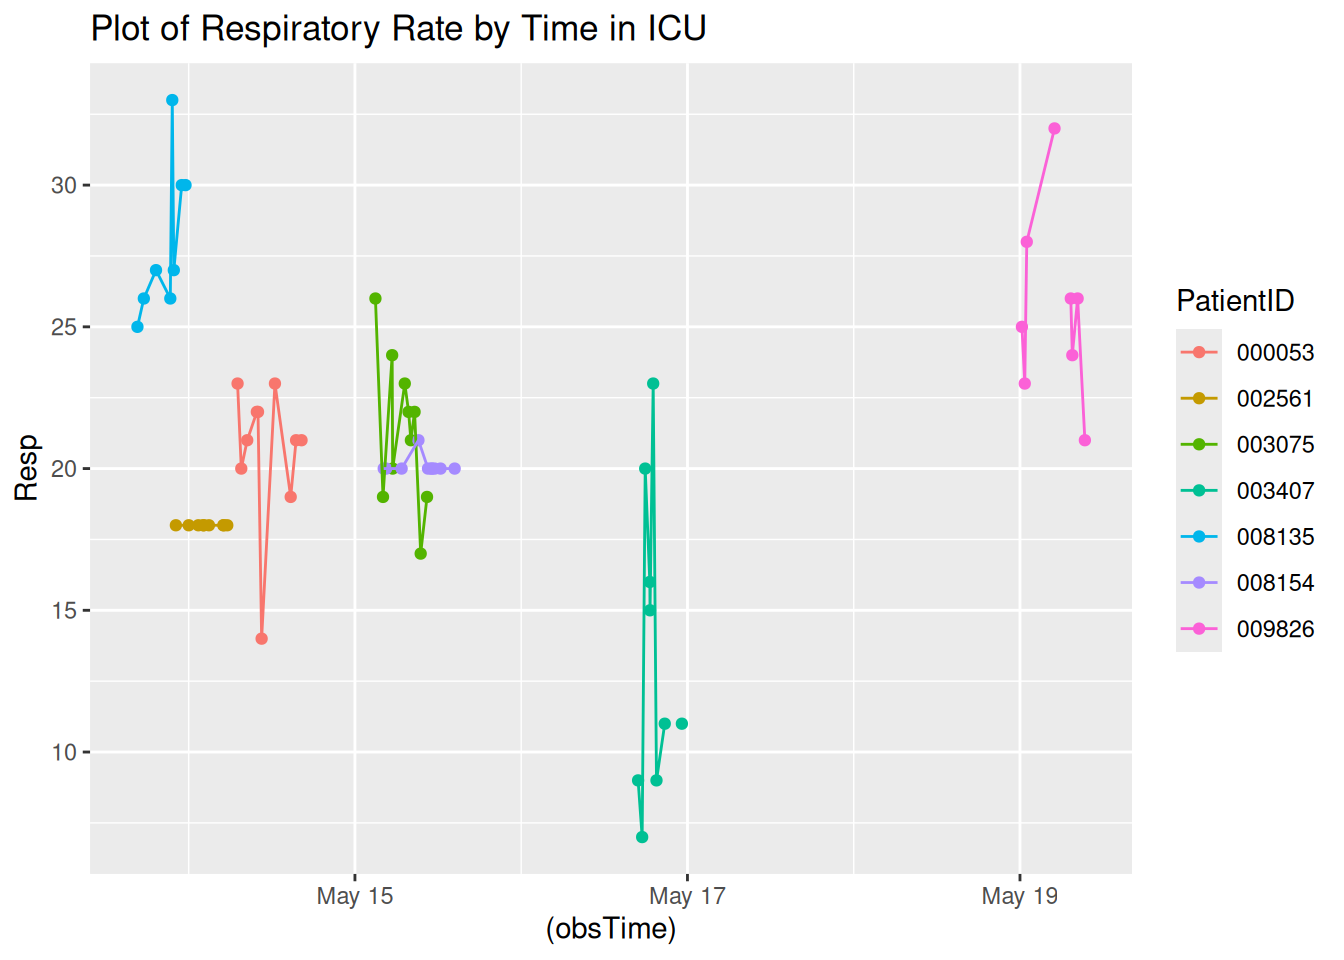 Plot of Respiratory Rate by Time in ICU
Resp
30
25
20
15
10
May 15
May 17
May 19
(obsTime)
PatientID
000053
002561
003075
003407
008135
008154
009826